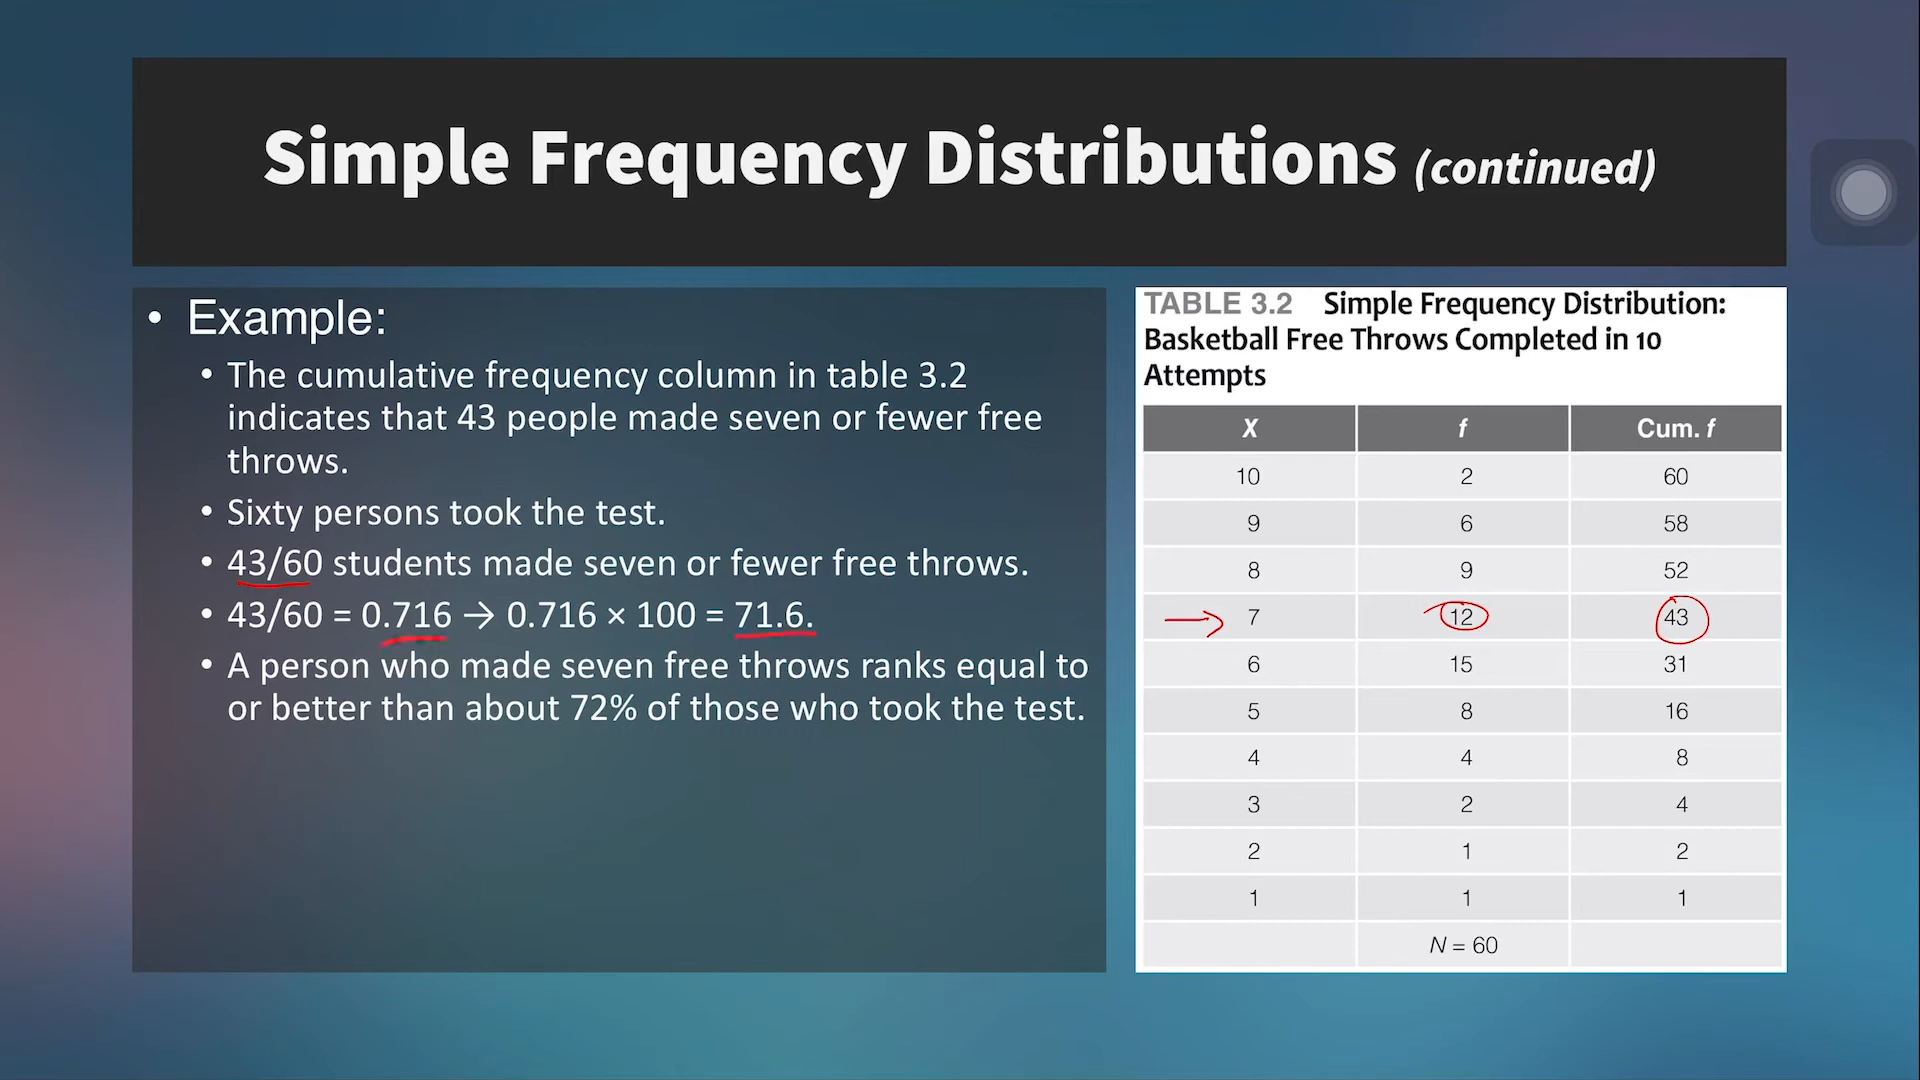 Simple Frequency Distributions (continued)
• Example:
• The cumulative frequency column in table 3.2
indicates that 43 people made seven or fewer free
throws.
• Sixty persons took the test.
• 43/60 students made seven or fewer free throws.
• 43/60 = 0.716 → 0.716 × 100 = 71.6.
• A person who made seven free throws ranks equal to
or better than about 72% of those who took the test.
TABLE 3.2 Simple Frequency Distribution:
Basketball Free Throws Completed in 10
Attempts
X f Cum. f
10 2 60
9 6 58
8 9 52
7 12 43
6 15 31
5 8 16
4 4 8
3 2 4
2 1 2
1 1 1
N = 60